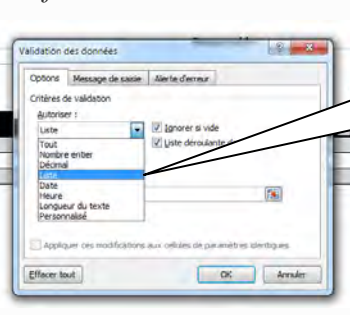 Validation des données
Options Message de saisie Alerte d'erreur
Critères de validation
Autoriser :
Liste
Ignorer si vide
Tout
Liste déroulante
Nombre entier
Décimal
Liste
Date
Heure
Longueur du texte
Personnalisé
Appliquer ces modifications aux cellules de paramètres identiques
Effacer tout OK Annuler